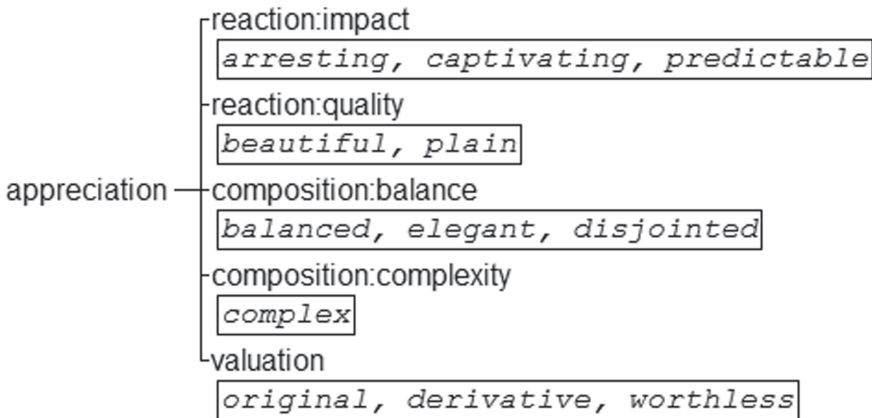 reaction:impact
arresting, captivating, predictable
reaction:quality
beautiful, plain
appreciation
composition:balance
balanced, elegant, disjointed
composition:complexity
complex
valuation
original, derivative, worthless